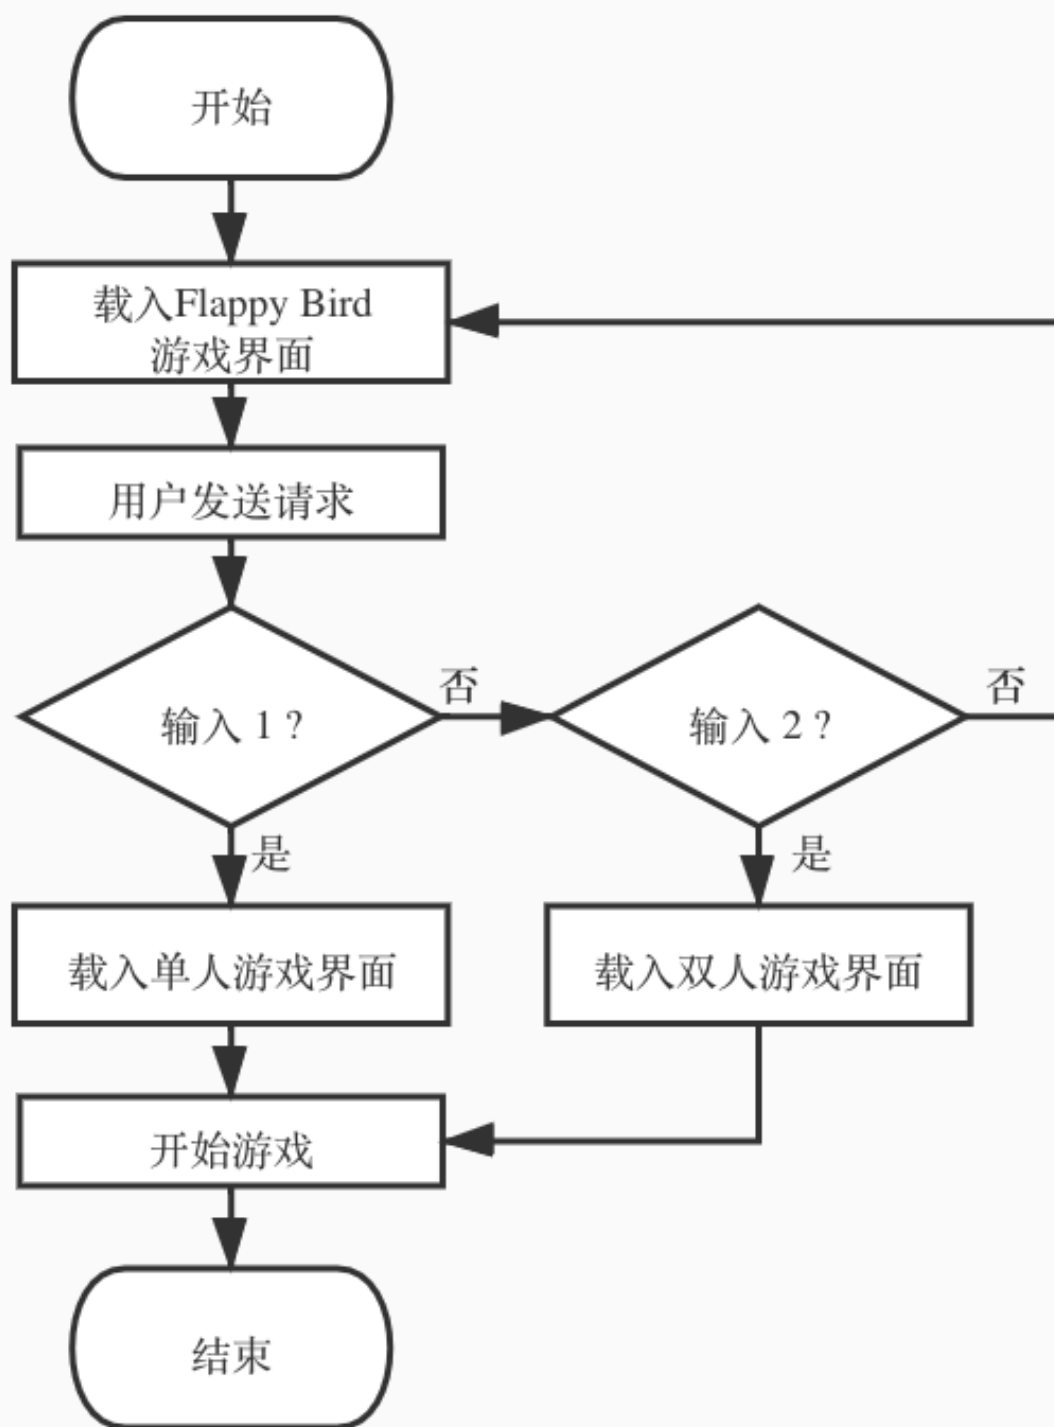 开始
载入Flappy Bird
游戏界面
用户发送请求
输入 1 ?
否
输入 2 ?
否
是
是
载入单人游戏界面
载入双人游戏界面
开始游戏
结束